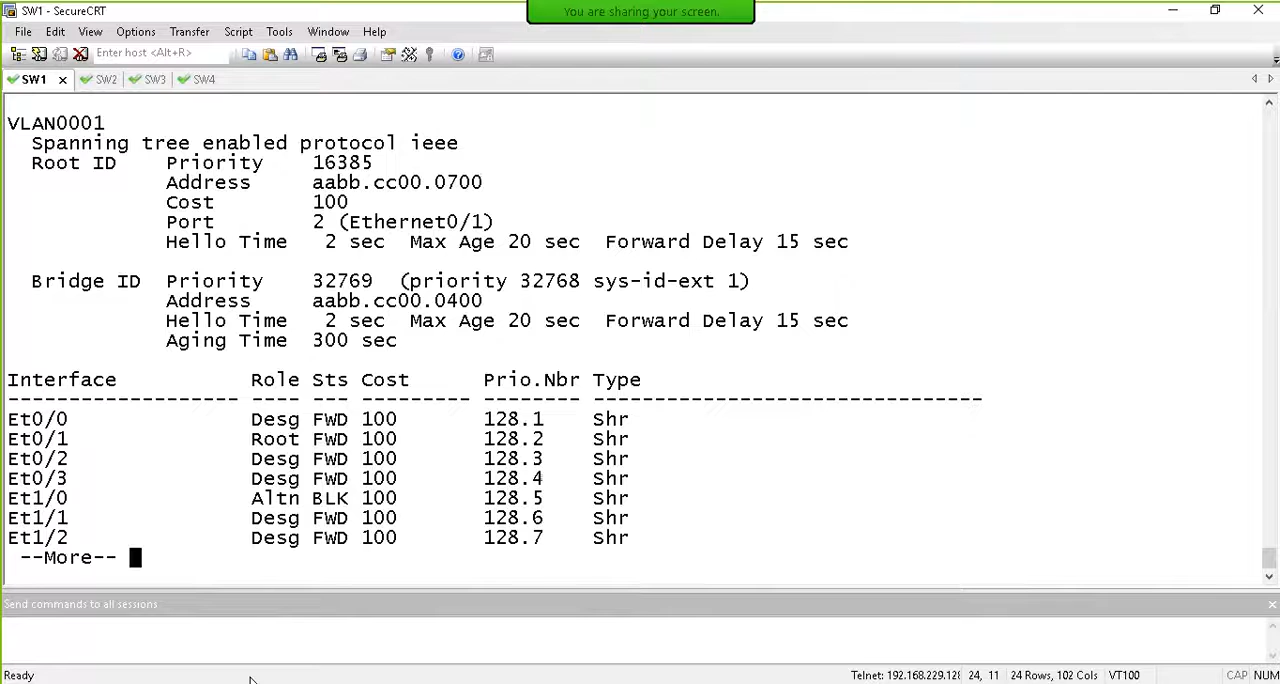 SW1 - SecureCRT
You are sharing your screen.
File Edit View Options Transfer Script Tools Window Help
Enter host <Alt+R>
SW1 SW2 SW3 SW4
VLAN0001
  Spanning tree enabled protocol ieee
  Root ID    Priority    16385
             Address     aabb.cc00.0700
             Cost        100
             Port        2 (Ethernet0/1)
             Hello Time   2 sec  Max Age 20 sec  Forward Delay 15 sec
  Bridge ID  Priority    32769  (priority 32768 sys-id-ext 1)
             Address     aabb.cc00.0400
             Hello Time   2 sec  Max Age 20 sec  Forward Delay 15 sec
             Aging Time  300 sec
Interface           Role Sts Cost      Prio.Nbr Type
------------------- ---- --- --------- -------- --------------------------------
Et0/0               Desg FWD 100       128.1    Shr
Et0/1               Root FWD 100       128.2    Shr
Et0/2               Desg FWD 100       128.3    Shr
Et0/3               Desg FWD 100       128.4    Shr
Et1/0               Altn BLK 100       128.5    Shr
Et1/1               Desg FWD 100       128.6    Shr
Et1/2               Desg FWD 100       128.7    Shr
 --More--
Send commands to all sessions
Ready Telnet: 192.168.229.12 24, 11 24 Rows, 102 Cols VT100 CAP NUM